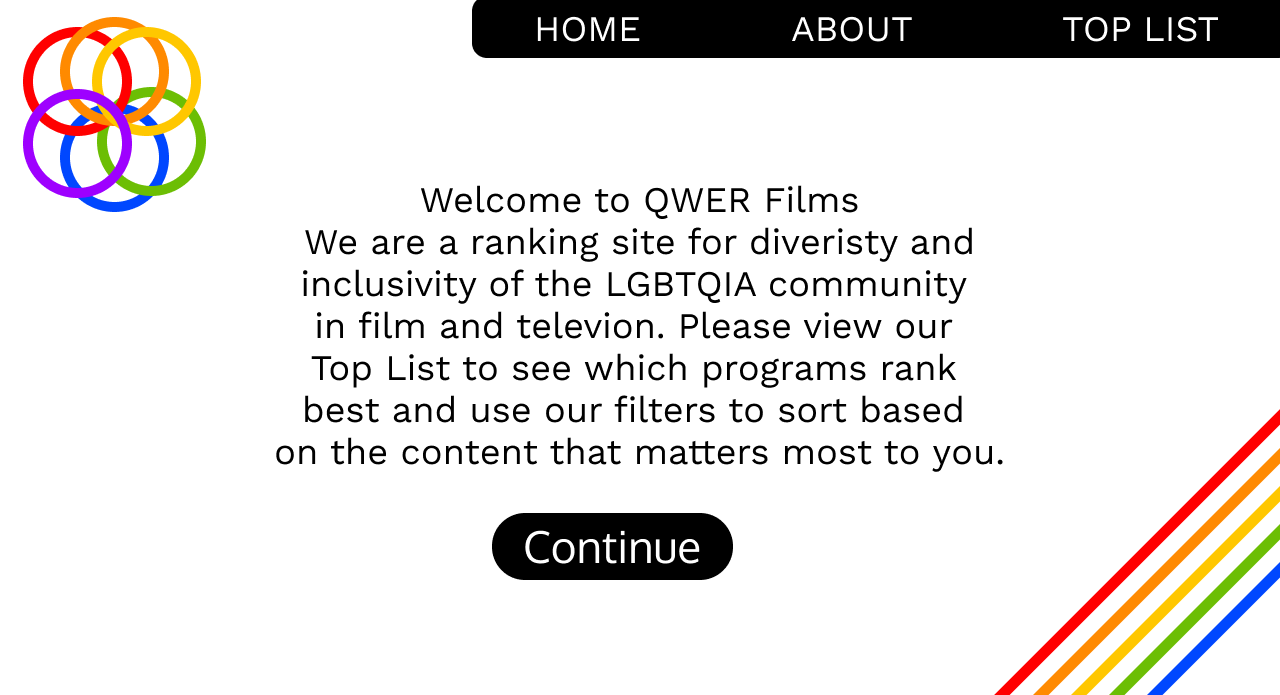 HOME ABOUT TOP LIST
Welcome to QWER Films
We are a ranking site for diveristy and
inclusivity of the LGBTQIA community
in film and televion. Please view our
Top List to see which programs rank
best and use our filters to sort based
on the content that matters most to you.
Continue